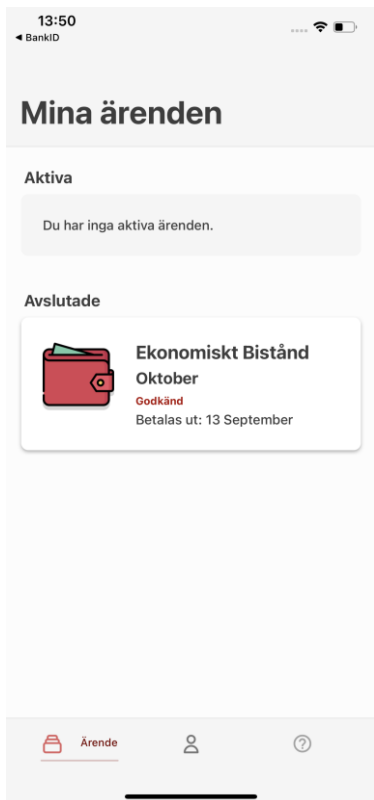 13:50
◀ BankID
Mina ärenden
Aktiva
Du har inga aktiva ärenden.
Avslutade
Ekonomiskt Bistånd
Oktober
Godkänd
Betalas ut: 13 September
Ärende